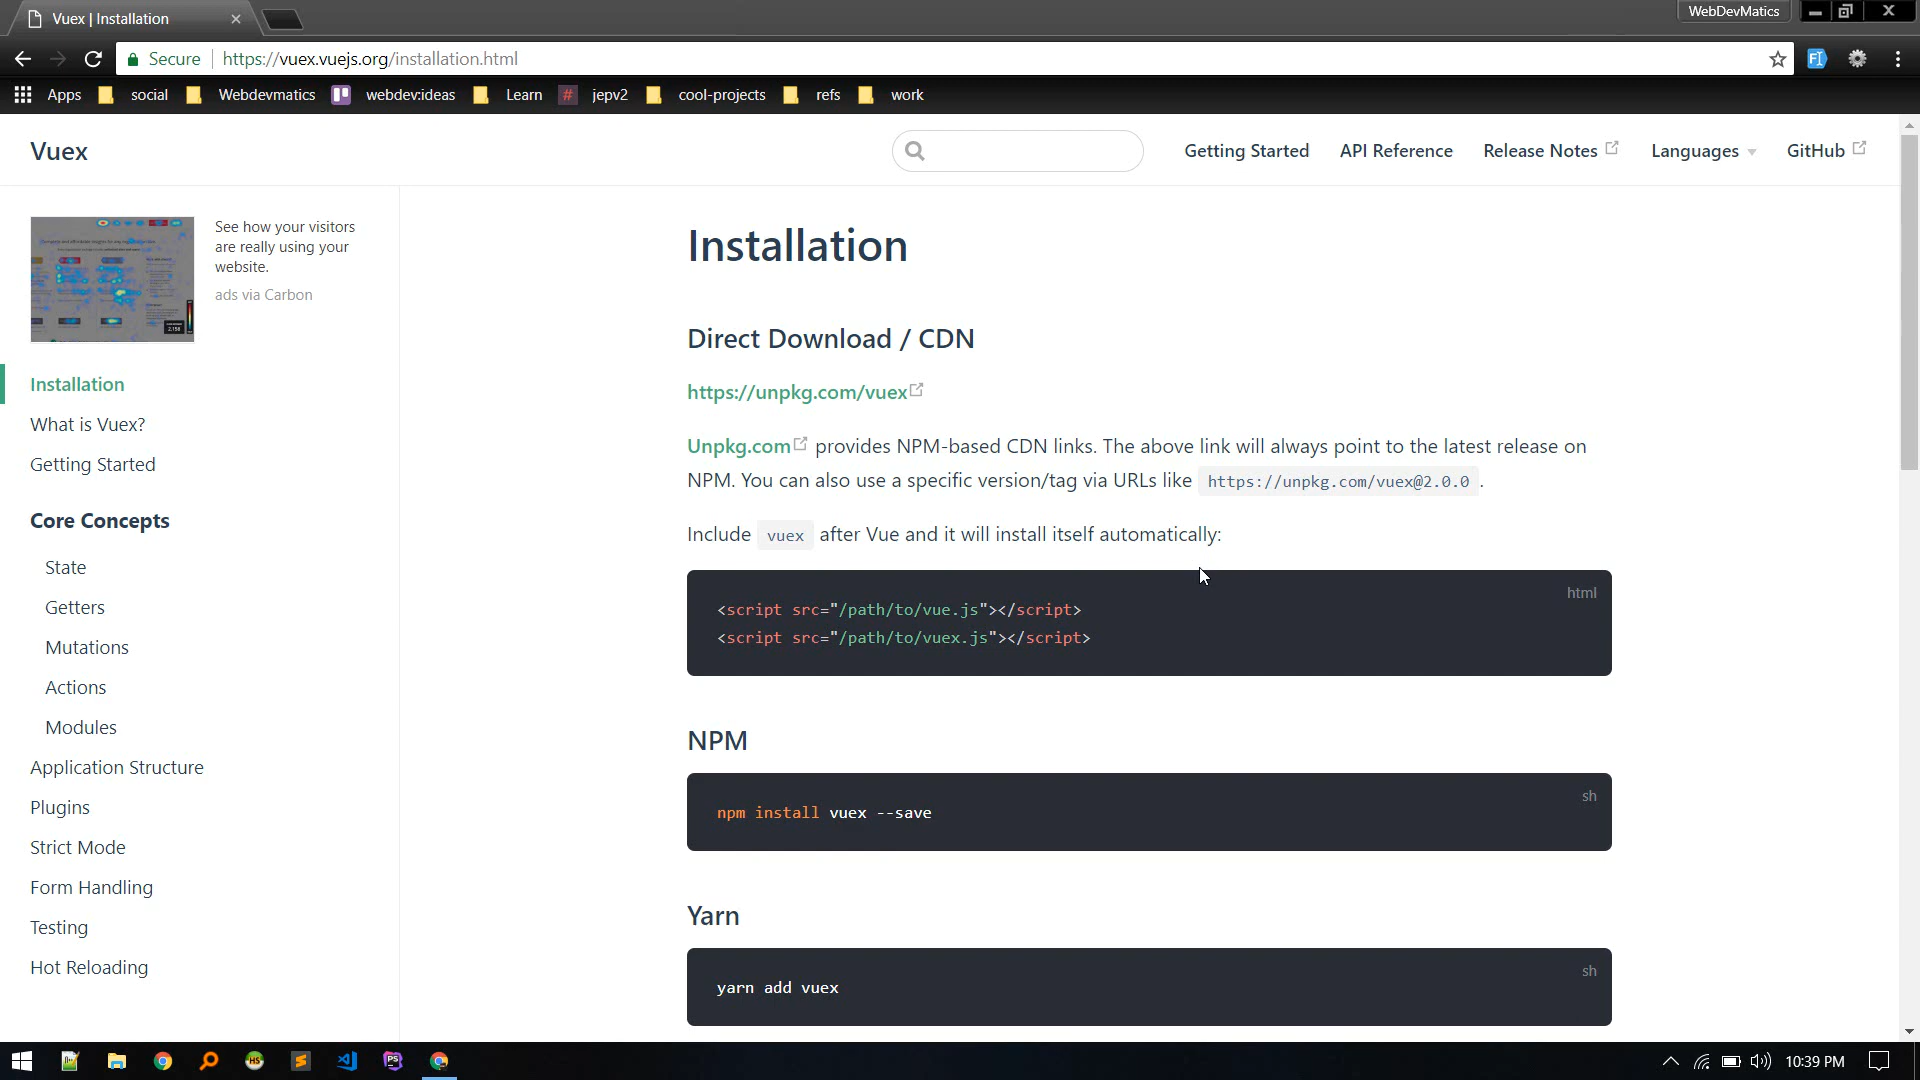 Vuex | Installation
WebDevMatics
Secure
https://vuex.vuejs.org/installation.html
Apps
social
Webdevmatics
webdev:ideas
Learn
#
jepv2
cool-projects
refs
work
Vuex
Getting Started
API Reference
Release Notes
Languages
GitHub
See how your visitors
are really using your
website.
ads via Carbon
Installation
What is Vuex?
Getting Started
Core Concepts
State
Getters
Mutations
Actions
Modules
Application Structure
Plugins
Strict Mode
Form Handling
Testing
Hot Reloading
Installation
Direct Download / CDN
https://unpkg.com/vuex
Unpkg.com provides NPM-based CDN links. The above link will always point to the latest release on
NPM. You can also use a specific version/tag via URLs like https://unpkg.com/vuex@2.0.0 .
Include vuex after Vue and it will install itself automatically:
html
<script src="/path/to/vue.js"></script>
<script src="/path/to/vuex.js"></script>
NPM
sh
npm install vuex --save
Yarn
sh
yarn add vuex
10:39 PM